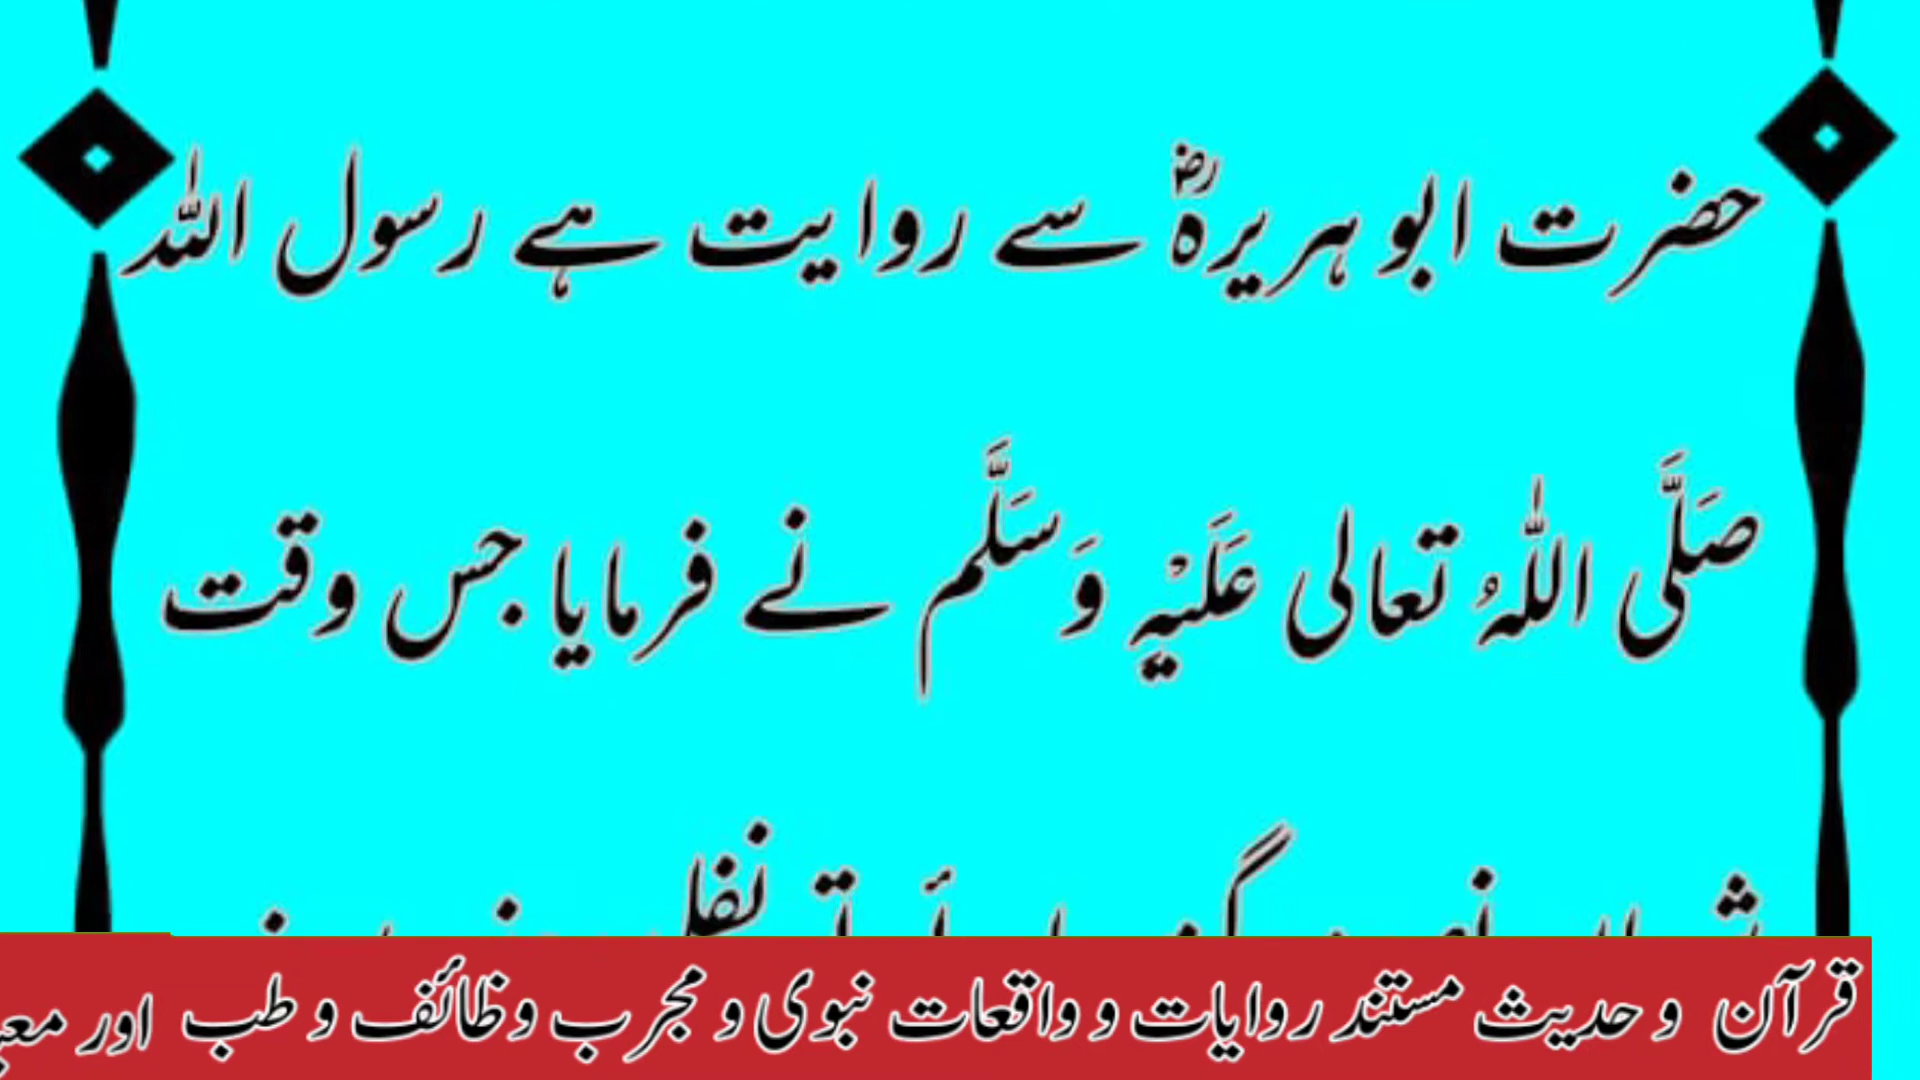 حضرت ابو ہریرہؓ سے روایت ہے رسول اللہ
صَلَّی اللہُ تعالی عَلَیْہِ وَسَلَّم نے فرمایا جس وقت
نفل
قرآن و حدیث مستند روایات و واقعات نبوی و مجرب وظائف و طب اور